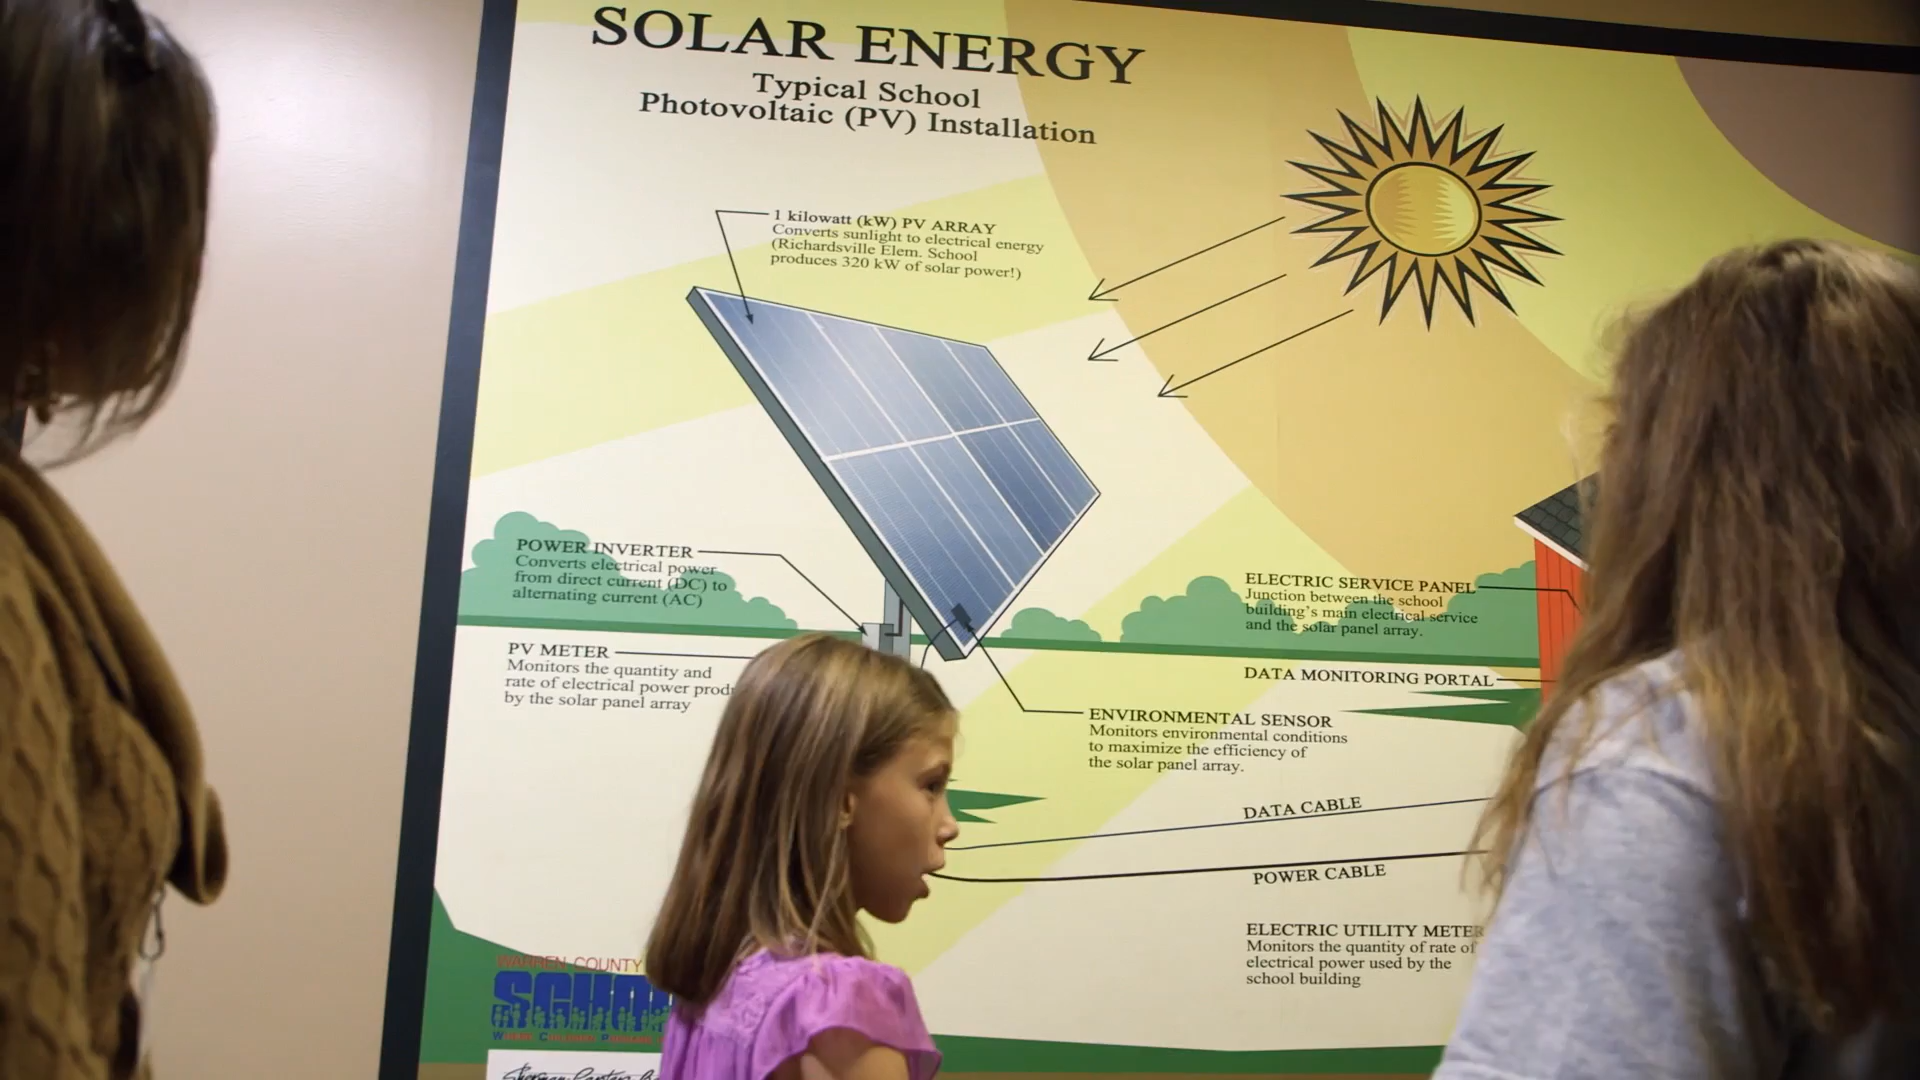 SOLAR ENERGY
Typical School
Photovoltaic (PV) Installation
1 kilowatt (kW) PV ARRAY
Converts sunlight to electrical energy
(Richardsville Elem. School
produces 320 kW of solar power!)
POWER INVERTER
Converts electrical power
from direct current (DC) to
alternating current (AC)
PV METER
Monitors the quantity and
rate of electrical power prod
by the solar panel array
ELECTRIC SERVICE PANEL
Junction between the school
building's main electrical service
and the solar panel array.
DATA MONITORING PORTAL
ENVIRONMENTAL SENSOR
Monitors environmental conditions
to maximize the efficiency of
the solar panel array.
DATA CABLE
POWER CABLE
ELECTRIC UTILITY METER
Monitors the quantity of rate of
electrical power used by the
school building
WARREN COUNTY
SCHO